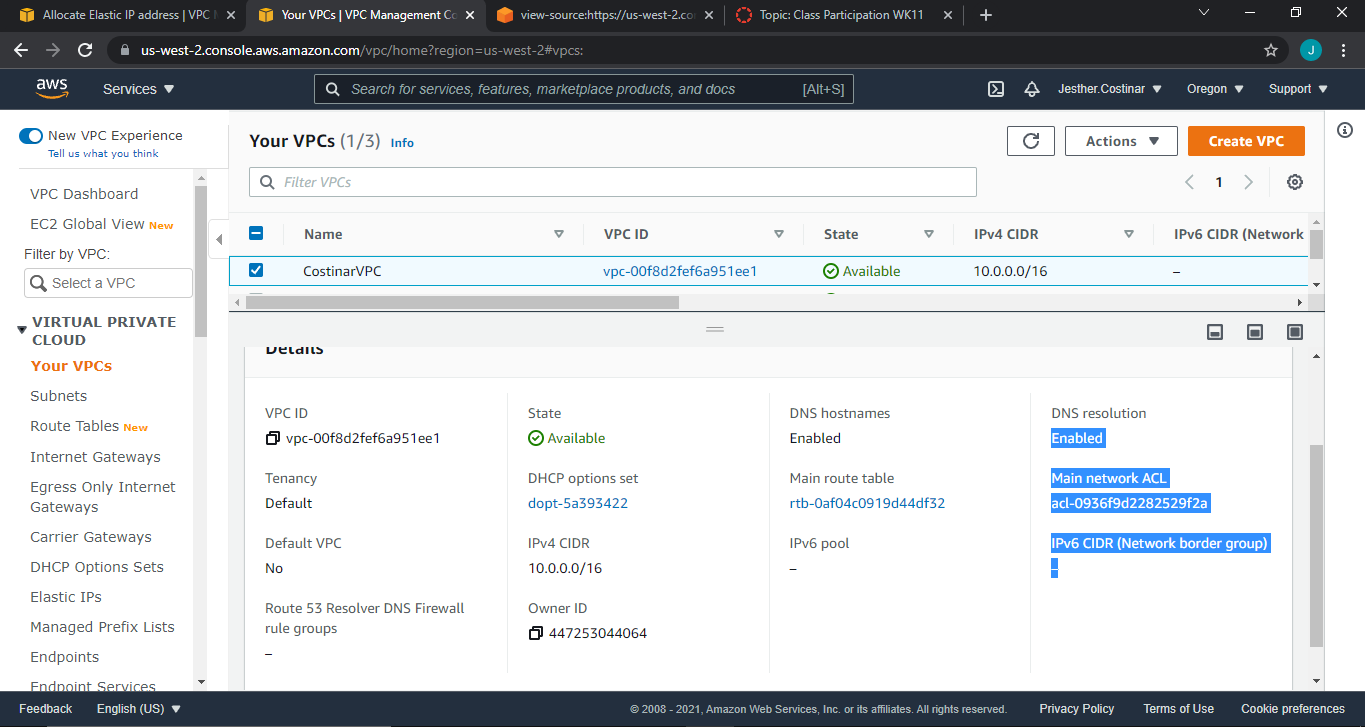 Allocate Elastic IP address | VPC M
Your VPCs | VPC Management Co
view-source:https://us-west-2.co
Topic: Class Participation WK11
us-west-2.console.aws.amazon.com/vpc/home?region=us-west-2#vpcs:
J
aws
Services
Search for services, features, marketplace products, and docs
[Alt+S]
Jesther.Costinar
Oregon
Support
New VPC Experience
Tell us what you think
VPC Dashboard
EC2 Global View New
Filter by VPC:
Select a VPC
VIRTUAL PRIVATE
CLOUD
Your VPCs
Subnets
Route Tables New
Internet Gateways
Egress Only Internet
Gateways
Carrier Gateways
DHCP Options Sets
Elastic IPs
Managed Prefix Lists
Endpoints
Endpoint Services
Your VPCs (1/3) Info
Actions
Create VPC
Filter VPCs
1
Name
VPC ID
State
IPv4 CIDR
IPv6 CIDR (Network
CostinarVPC
vpc-00f8d2fef6a951ee1
Available
10.0.0.0/16
–
Details
VPC ID
vpc-00f8d2fef6a951ee1
State
Available
DNS hostnames
Enabled
DNS resolution
Enabled
Tenancy
Default
DHCP options set
dopt-5a393422
Main route table
rtb-0af04c0919d44df32
Main network ACL
acl-0936f9d2282529f2a
Default VPC
No
IPv4 CIDR
10.0.0.0/16
IPv6 pool
–
IPv6 CIDR (Network border group)
–
Route 53 Resolver DNS Firewall
rule groups
–
Owner ID
447253044064
Feedback
English (US)
© 2008 - 2021, Amazon Web Services, Inc. or its affiliates. All rights reserved.
Privacy Policy
Terms of Use
Cookie preferences